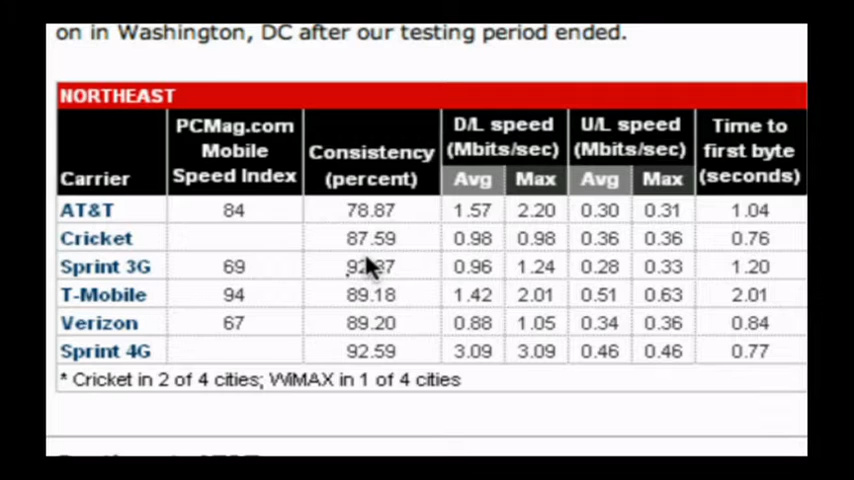 on in Washington, DC after our testing period ended.
NORTHEAST
Carrier PCMag.com Mobile Speed Index Consistency (percent) D/L speed (Mbits/sec) Avg Max U/L speed (Mbits/sec) Avg Max Time to first byte (seconds)
AT&T 84 78.87 1.57 2.20 0.30 0.31 1.04
Cricket 87.59 0.98 0.98 0.36 0.36 0.76
Sprint 3G 69 0.96 1.24 0.28 0.33 1.20
T-Mobile 94 89.18 1.42 2.01 0.51 0.63 2.01
Verizon 67 89.20 0.88 1.05 0.34 0.36 0.84
Sprint 4G 92.59 3.09 3.09 0.46 0.46 0.77
* Cricket in 2 of 4 cities; WiMAX in 1 of 4 cities